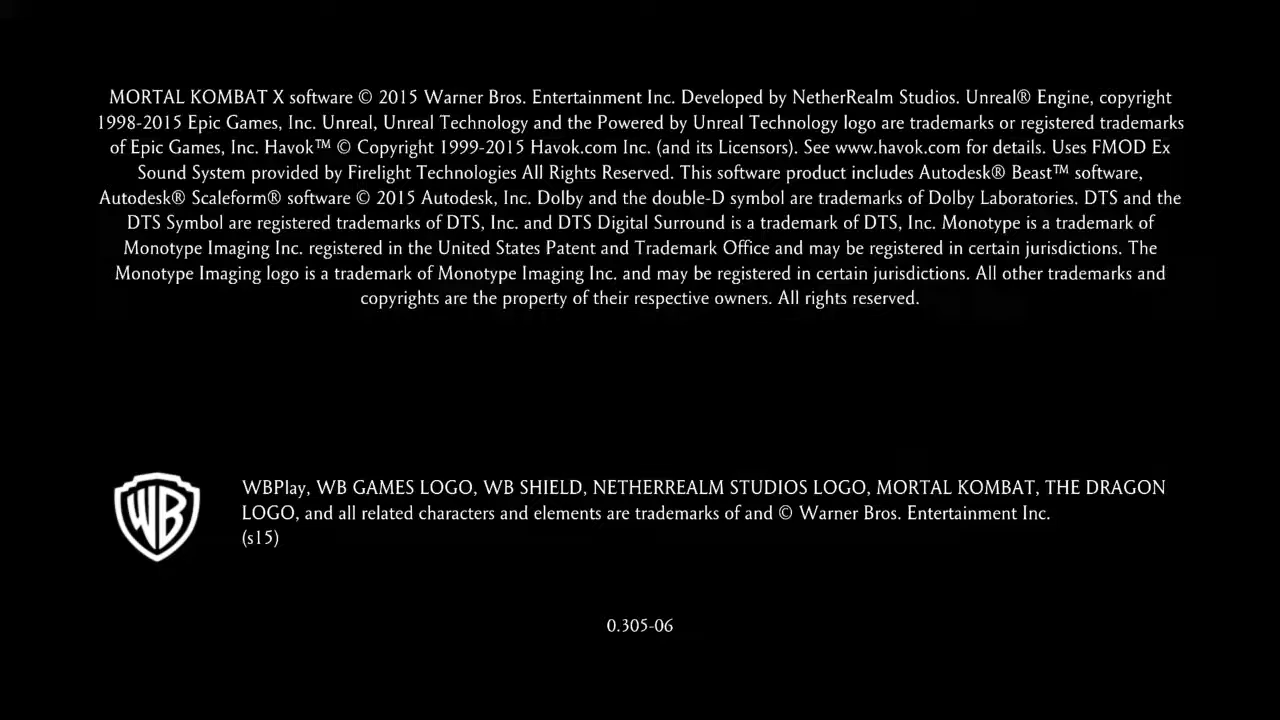 MORTAL KOMBAT X software © 2015 Warner Bros. Entertainment Inc. Developed by NetherRealm Studios. Unreal® Engine, copyright
1998-2015 Epic Games, Inc. Unreal, Unreal Technology and the Powered by Unreal Technology logo are trademarks or registered trademarks
of Epic Games, Inc. Havok™ © Copyright 1999-2015 Havok.com Inc. (and its Licensors). See www.havok.com for details. Uses FMOD Ex
Sound System provided by Firelight Technologies All Rights Reserved. This software product includes Autodesk® Beast™ software,
Autodesk® Scaleform® software © 2015 Autodesk, Inc. Dolby and the double-D symbol are trademarks of Dolby Laboratories. DTS and the
DTS Symbol are registered trademarks of DTS, Inc. and DTS Digital Surround is a trademark of DTS, Inc. Monotype is a trademark of
Monotype Imaging Inc. registered in the United States Patent and Trademark Office and may be registered in certain jurisdictions. The
Monotype Imaging logo is a trademark of Monotype Imaging Inc. and may be registered in certain jurisdictions. All other trademarks and
copyrights are the property of their respective owners. All rights reserved.
WB
WBPlay, WB GAMES LOGO, WB SHIELD, NETHERREALM STUDIOS LOGO, MORTAL KOMBAT, THE DRAGON
LOGO, and all related characters and elements are trademarks of and © Warner Bros. Entertainment Inc.
(s15)
0.305-06